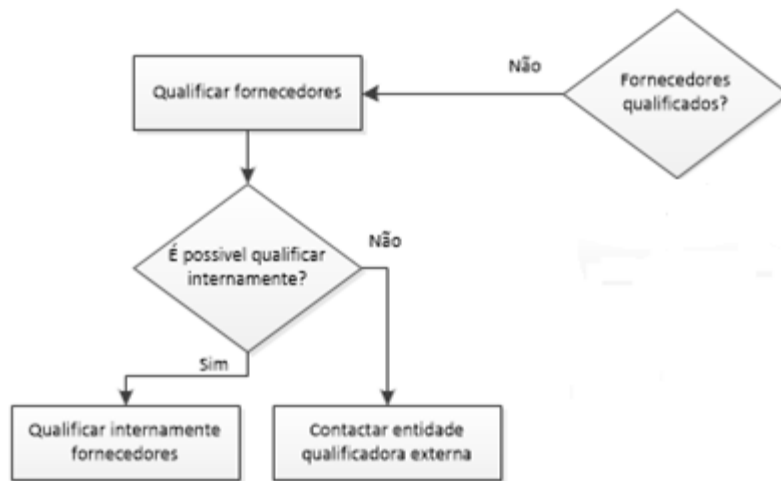 Não
Fornecedores
qualificados?
Qualificar fornecedores
É possivel qualificar
internamente?
Não
Sim
Qualificar internamente
fornecedores
Contactar entidade
qualificadora externa